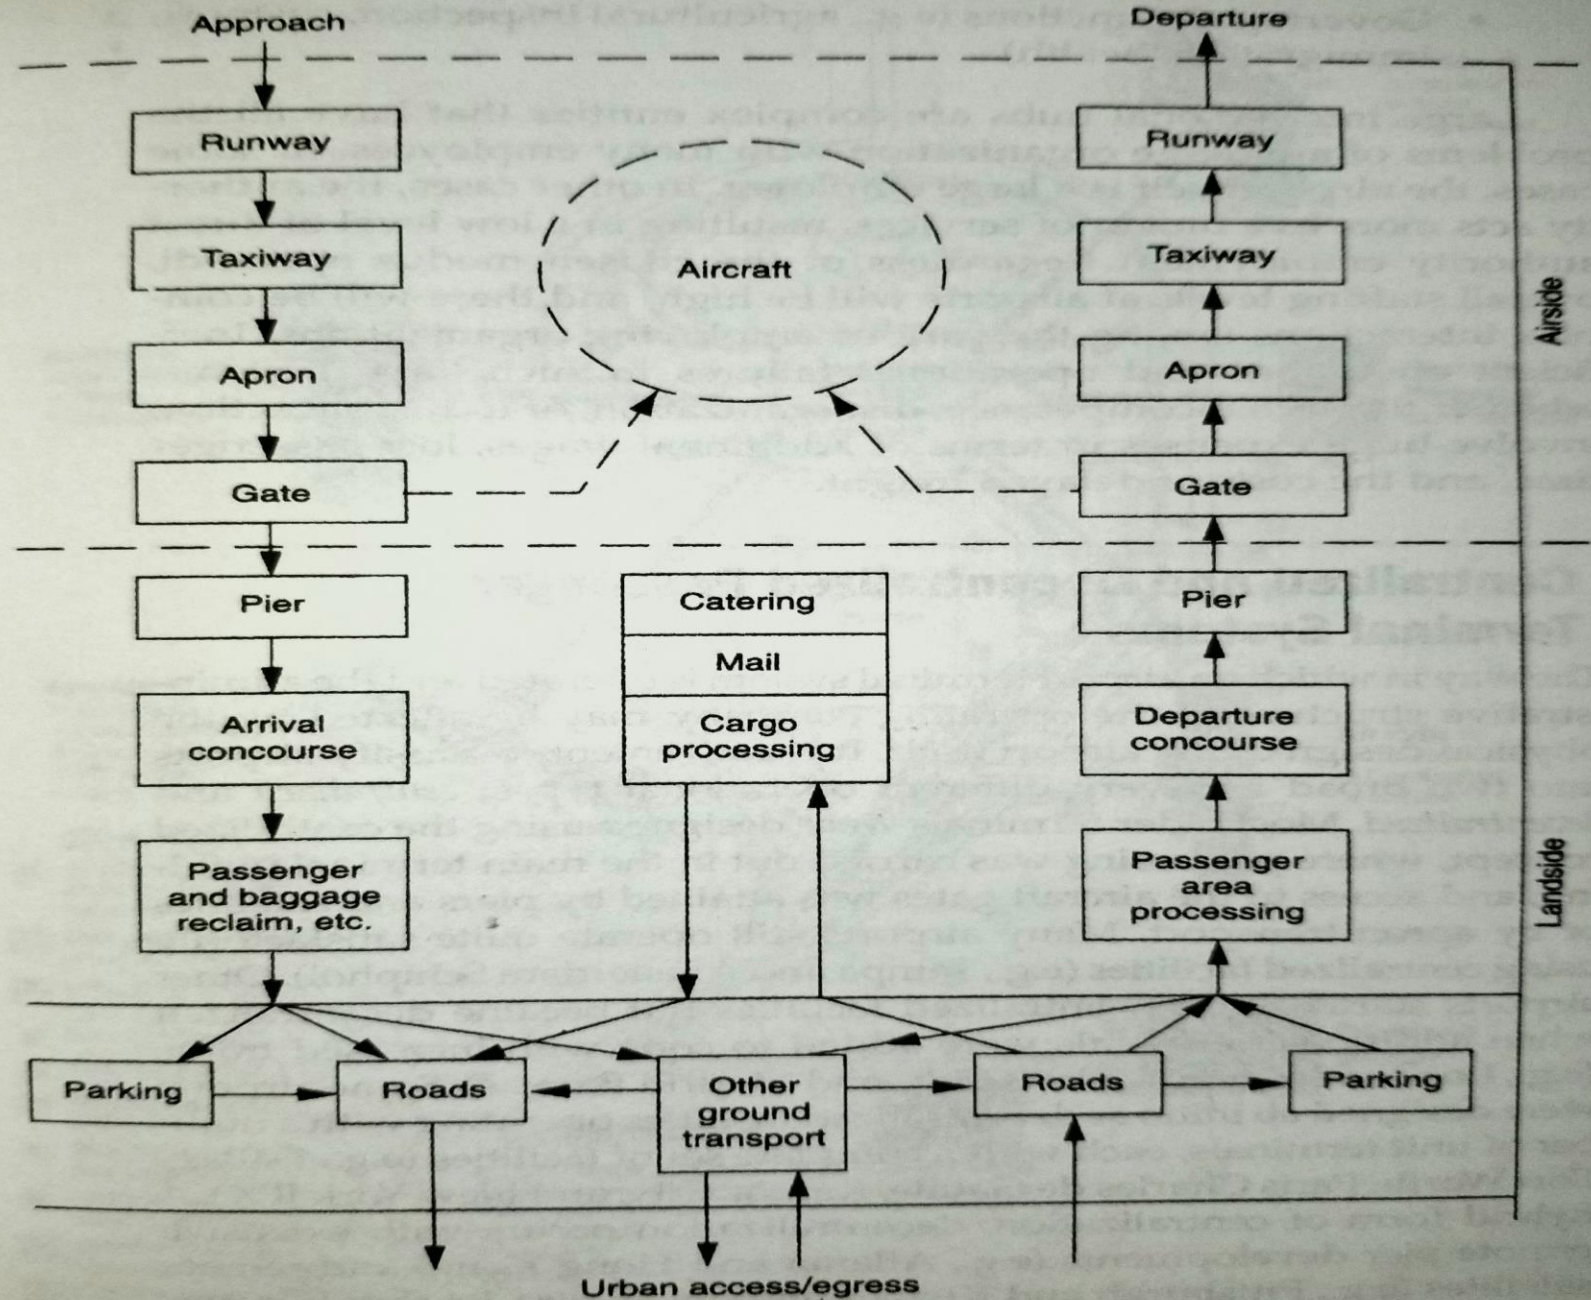 Approach
Departure
Runway
Runway
Taxiway
Aircraft
Taxiway
Apron
Apron
Gate
Gate
Airside
Pier
Catering
Pier
Mail
Arrival
concourse
Cargo
processing
Departure
concourse
Passenger
and baggage
reclaim, etc.
Passenger
area
processing
Landside
Parking
Roads
Other
ground
transport
Roads
Parking
Urban access/egress